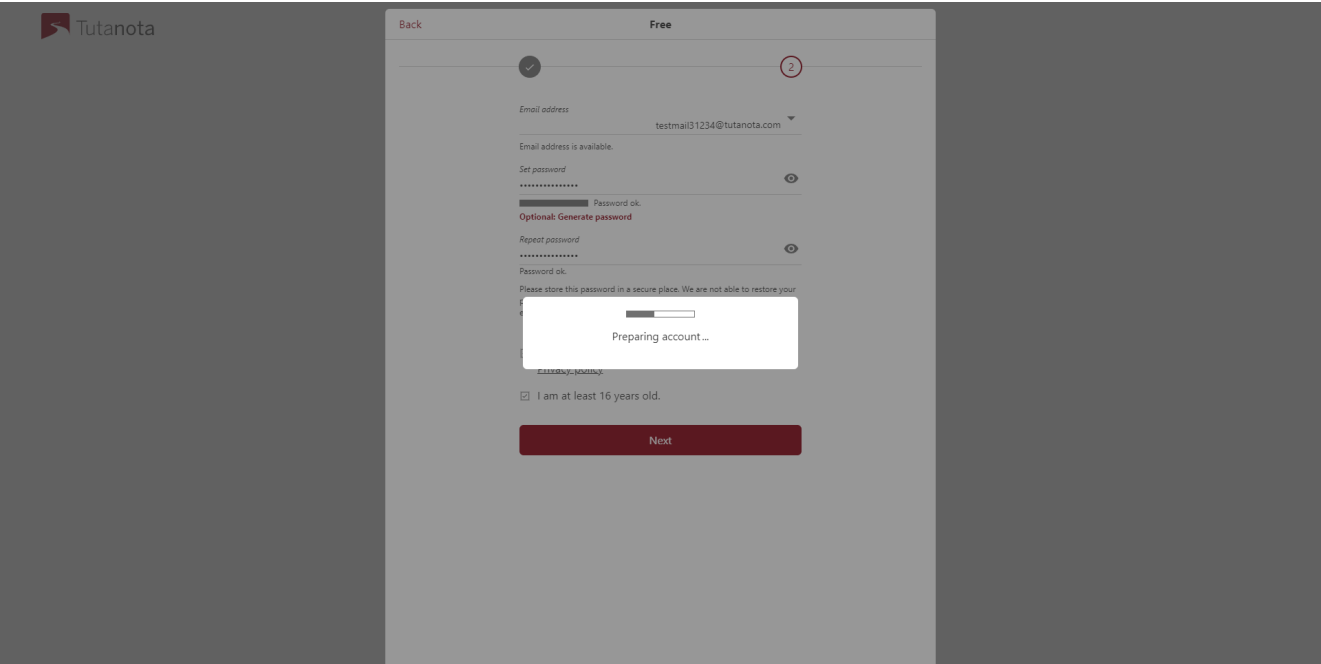 Tutanota
Back
Free
2
Email address
testmail31234@tutanota.com
Email address is available.
Set password
•••••••••••••••
Password ok.
Optional: Generate password
Repeat password
•••••••••••••••
Password ok.
Please store this password in a secure place. We are not able to restore your
Preparing account ...
Privacy policy
I am at least 16 years old.
Next